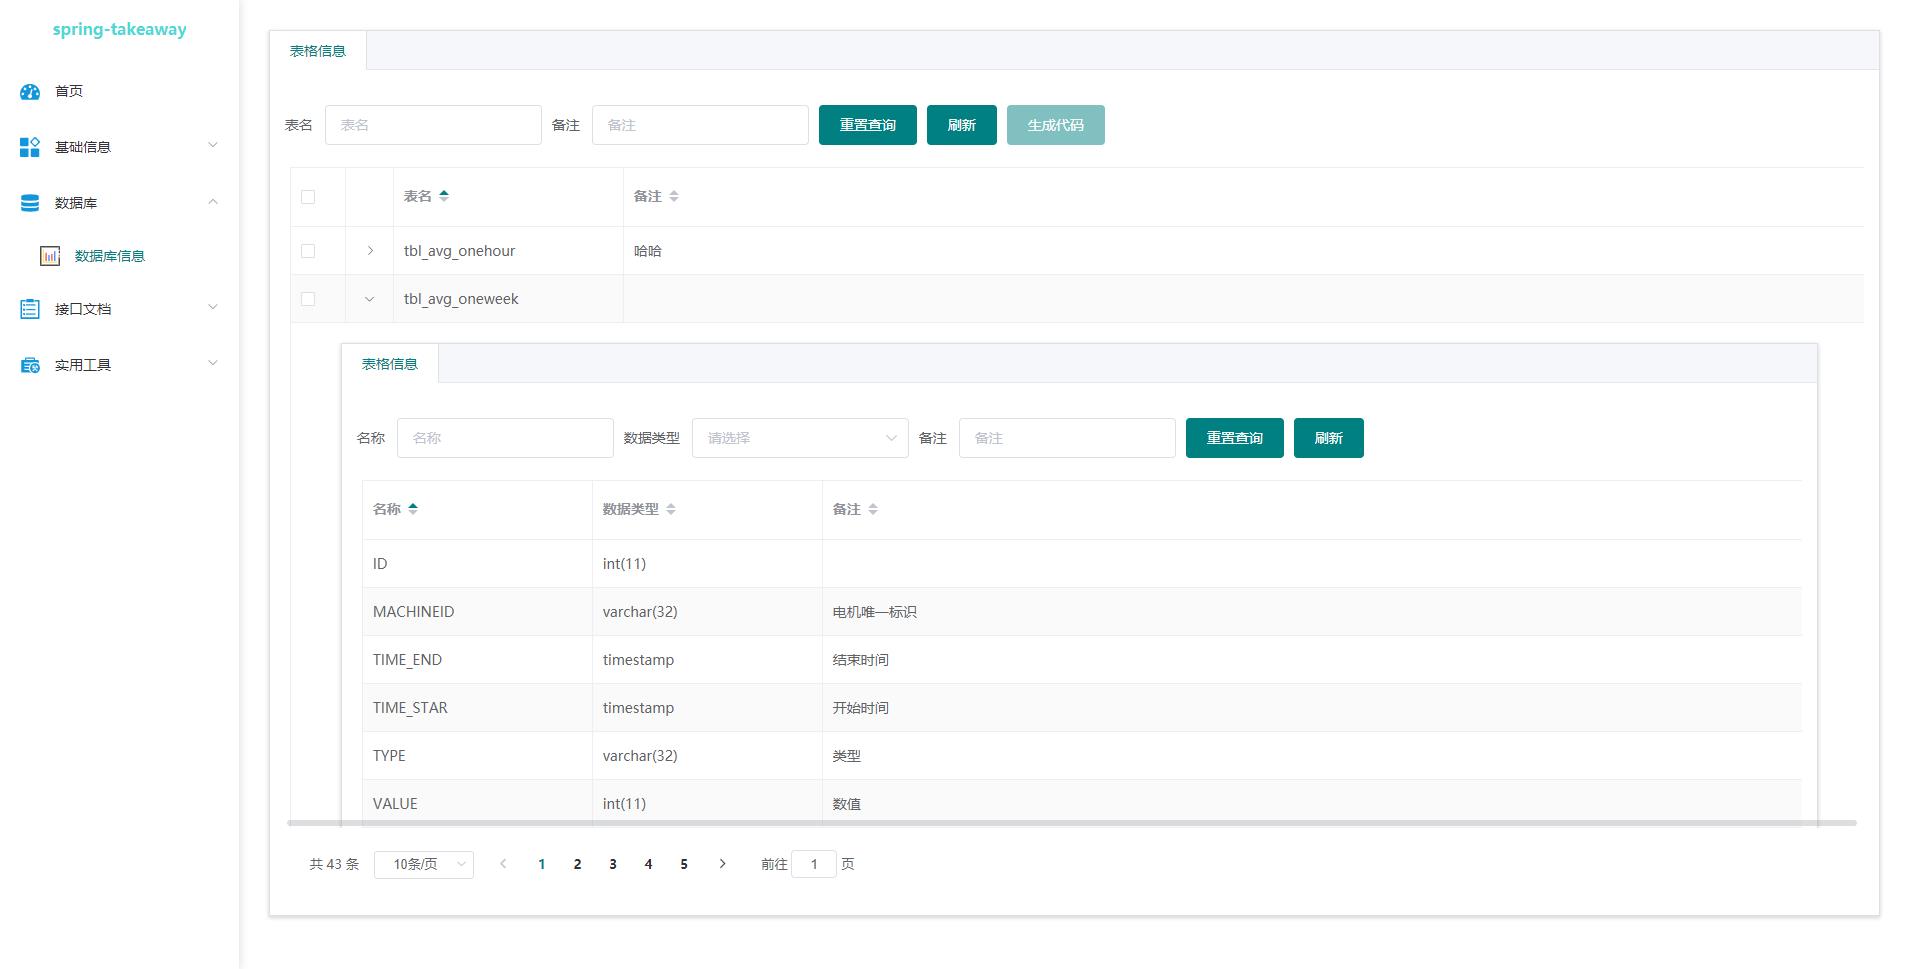 spring-takeaway
首页
基础信息
数据库
数据库信息
接口文档
实用工具
表格信息
表名 表名 备注 备注 重置查询 刷新 生成代码
表名 备注
tbl_avg_onehour 哈哈
tbl_avg_oneweek
表格信息
名称 名称 数据类型 请选择 备注 备注 重置查询 刷新
名称 数据类型 备注
ID int(11)
MACHINEID varchar(32) 电机唯一标识
TIME_END timestamp 结束时间
TIME_STAR timestamp 开始时间
TYPE varchar(32) 类型
VALUE int(11) 数值
共 43 条 10条/页 1 2 3 4 5 前往 1 页